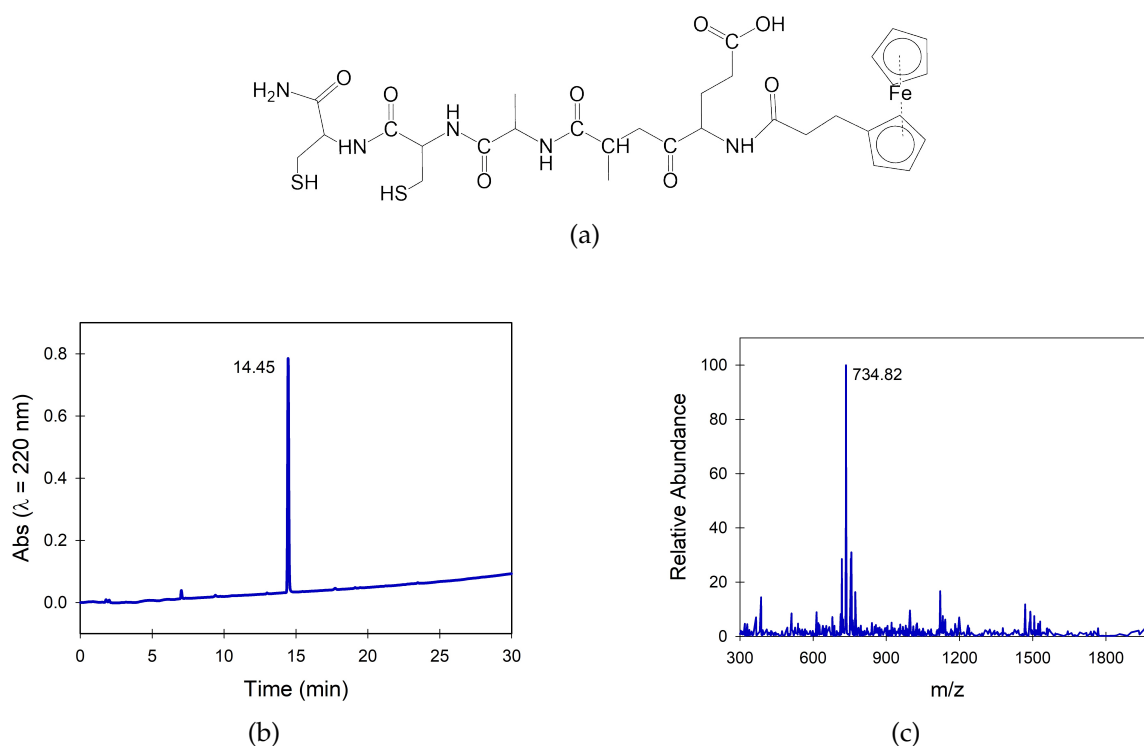 O
C
OH
H₂N
O
O
C
NH
SH
H
N
HS
C
O
N
H
O
C
CH
C
O
NH
O
Fe
(a)
0.8
0.6
0.4
0.2
0.0
14.45
Abs (λ = 220 nm)
0
5
10
15
20
25
30
Time (min)
(b)
100
80
60
40
20
0
734.82
Relative Abundance
300
600
900
1200
1500
1800
m/z
(c)